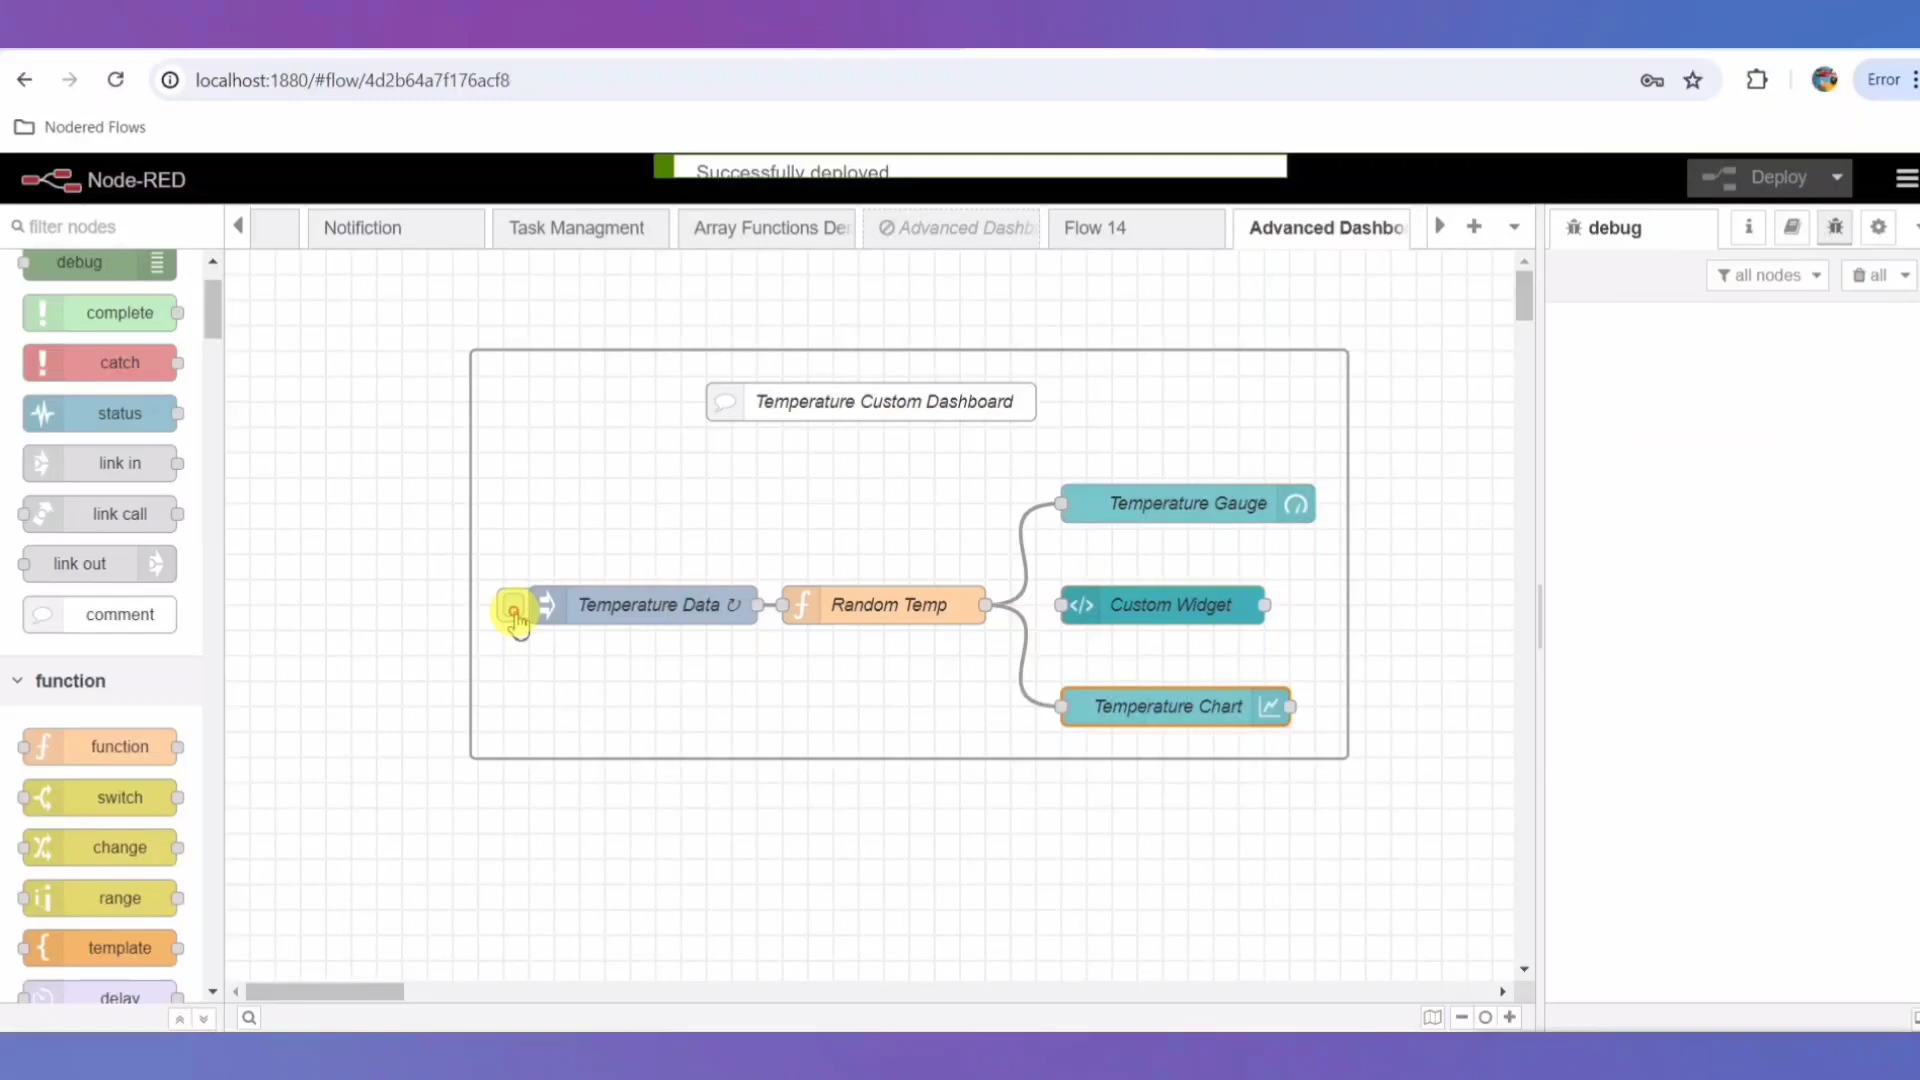 localhost:1880/#flow/4d2b64a7f176acf8
Error
Nodered Flows
Node-RED
Successfully deployed
Deploy
filter nodes
Notifiction
Task Managment
Array Functions De
Advanced Dashb
Flow 14
Advanced Dashbo
debug
all nodes
all
debug
complete
catch
status
link in
link call
link out
comment
function
function
switch
change
range
template
delay
Temperature Custom Dashboard
Temperature Gauge
Temperature Data
Random Temp
Custom Widget
Temperature Chart